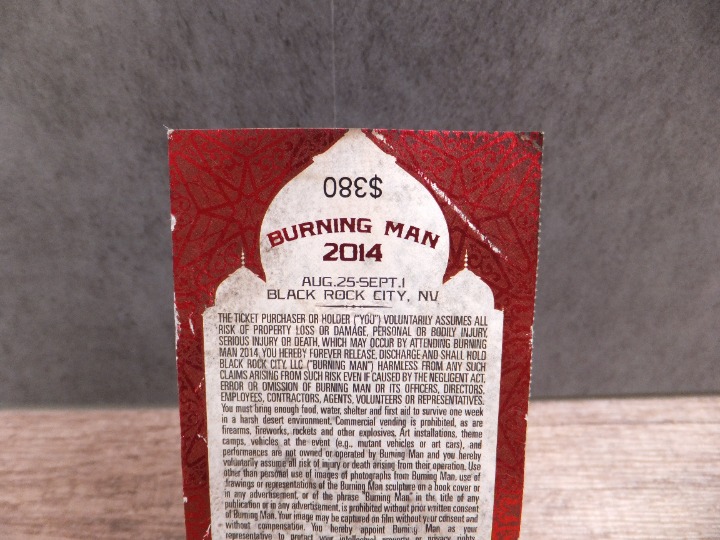 $380
BURNING MAN
2014
AUG.25-SEPT.1
BLACK ROCK CITY, NV
THE TICKET PURCHASER OR HOLDER ("YOU") VOLUNTARILY ASSUMES ALL
RISK OF PROPERTY LOSS OR DAMAGE, PERSONAL OR BODILY INJURY,
SERIOUS INJURY OR DEATH, WHICH MAY OCCUR BY ATTENDING BURNING
MAN 2014. YOU HEREBY FOREVER RELEASE, DISCHARGE AND SHALL HOLD
BLACK ROCK CITY, LLC ("BURNING MAN") HARMLESS FROM ANY SUCH
CLAIMS ARISING FROM SUCH RISK EVEN IF CAUSED BY THE NEGLIGENT ACT,
ERROR OR OMISSION OF BURNING MAN OR ITS OFFICERS, DIRECTORS,
EMPLOYEES, CONTRACTORS, AGENTS, VOLUNTEERS OR REPRESENTATIVES.
You must bring enough food, water, shelter and first aid to survive one week
in a harsh desert environment. Commercial vending is prohibited, as are
firearms, fireworks, rockets and other explosives. Art installations, theme
camps, vehicles at the event (e.g., mutant vehicles or art cars), and
performances are not owned or operated by Burning Man and you hereby
voluntarily assume all risk of injury or death arising from their operation. Use
other than personal use of images of photographs from Burning Man, use of
drawings or representations of the Burning Man sculpture on a book cover or
in any advertisement, or of the phrase "Burning Man" in the title of any
publication or in any advertisement, is prohibited without prior written consent
of Burning Man. Your image may be captured on film without your consent and
without compensation. You hereby appoint Burning Man as your
representative to protect your intellectual property or privacy rights,